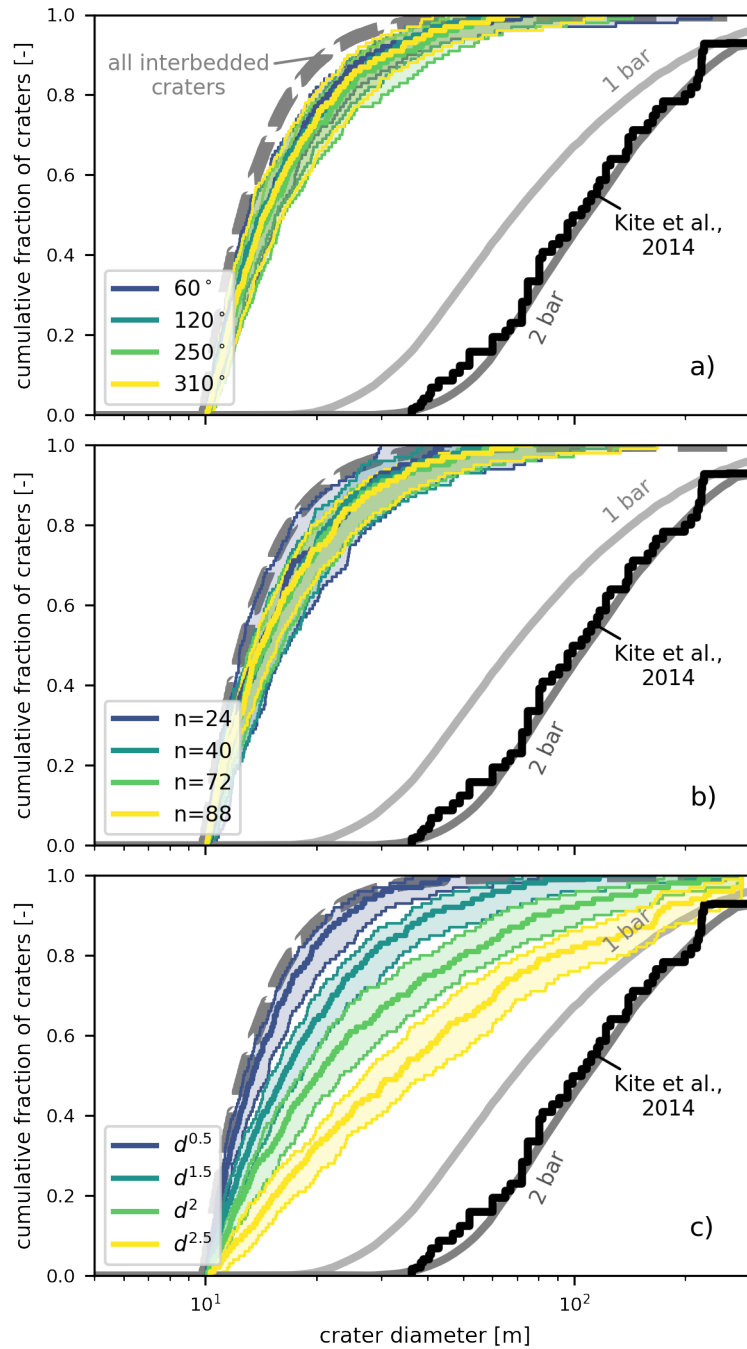 cumulative fraction of craters [-]
1.0
0.8
0.6
0.4
0.2
0.0
all interbedded
craters
1 bar
Kite et al.,
2014
2 bar
60°
120°
250°
310°
a)
cumulative fraction of craters [-]
1.0
0.8
0.6
0.4
0.2
0.0
1 bar
Kite et al.,
2014
2 bar
n=24
n=40
n=72
n=88
b)
cumulative fraction of craters [-]
1.0
0.8
0.6
0.4
0.2
0.0
1 bar
Kite et al.,
2014
2 bar
d^0.5
d^1.5
d^2
d^2.5
c)
10^1
10^2
crater diameter [m]